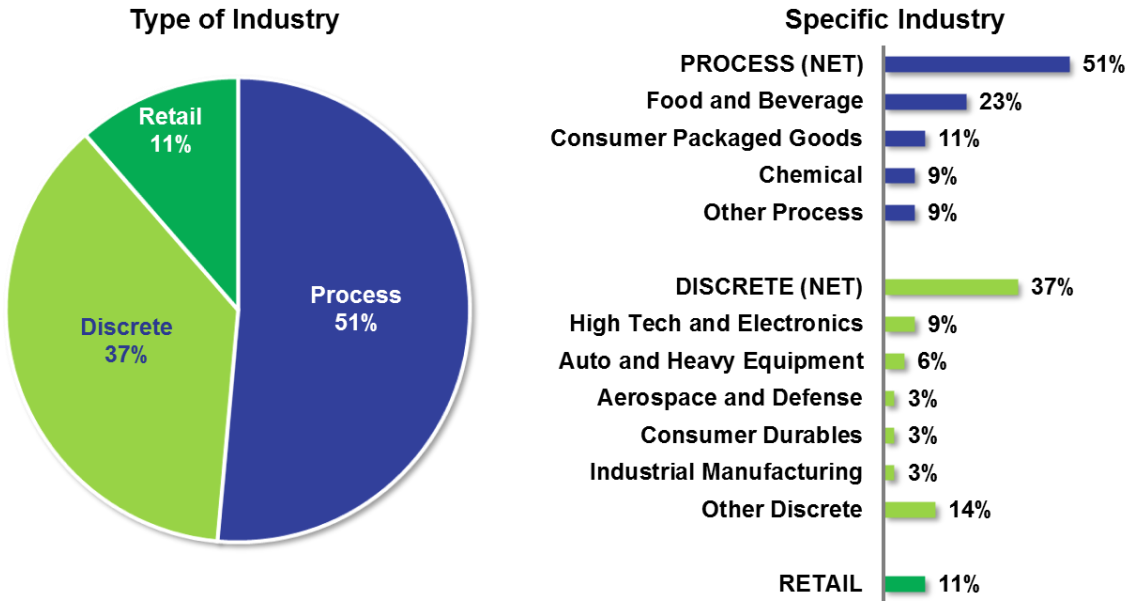 Type of Industry
Retail
11%
Process
51%
Discrete
37%
Specific Industry
PROCESS (NET) 51%
Food and Beverage 23%
Consumer Packaged Goods 11%
Chemical 9%
Other Process 9%
DISCRETE (NET) 37%
High Tech and Electronics 9%
Auto and Heavy Equipment 6%
Aerospace and Defense 3%
Consumer Durables 3%
Industrial Manufacturing 3%
Other Discrete 14%
RETAIL 11%